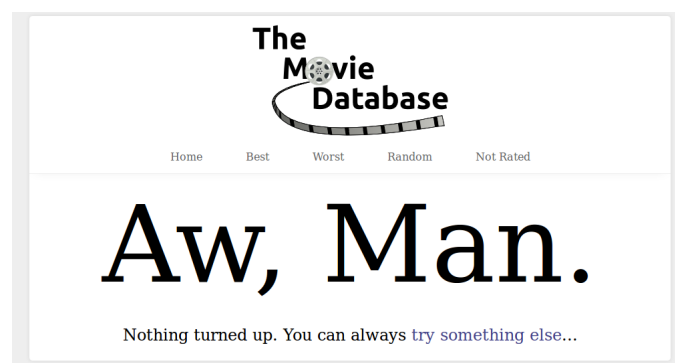 The
Movie
Database
Home Best Worst Random Not Rated
Aw, Man.
Nothing turned up. You can always try something else...